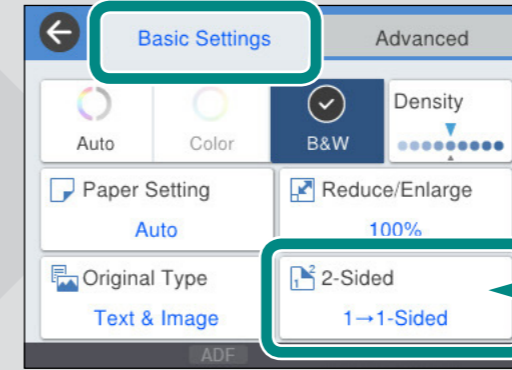 Basic Settings
Advanced
Auto
Color
B&W
Density
Paper Setting
Auto
Reduce/Enlarge
100%
Original Type
Text & Image
2-Sided
1→1-Sided
ADF